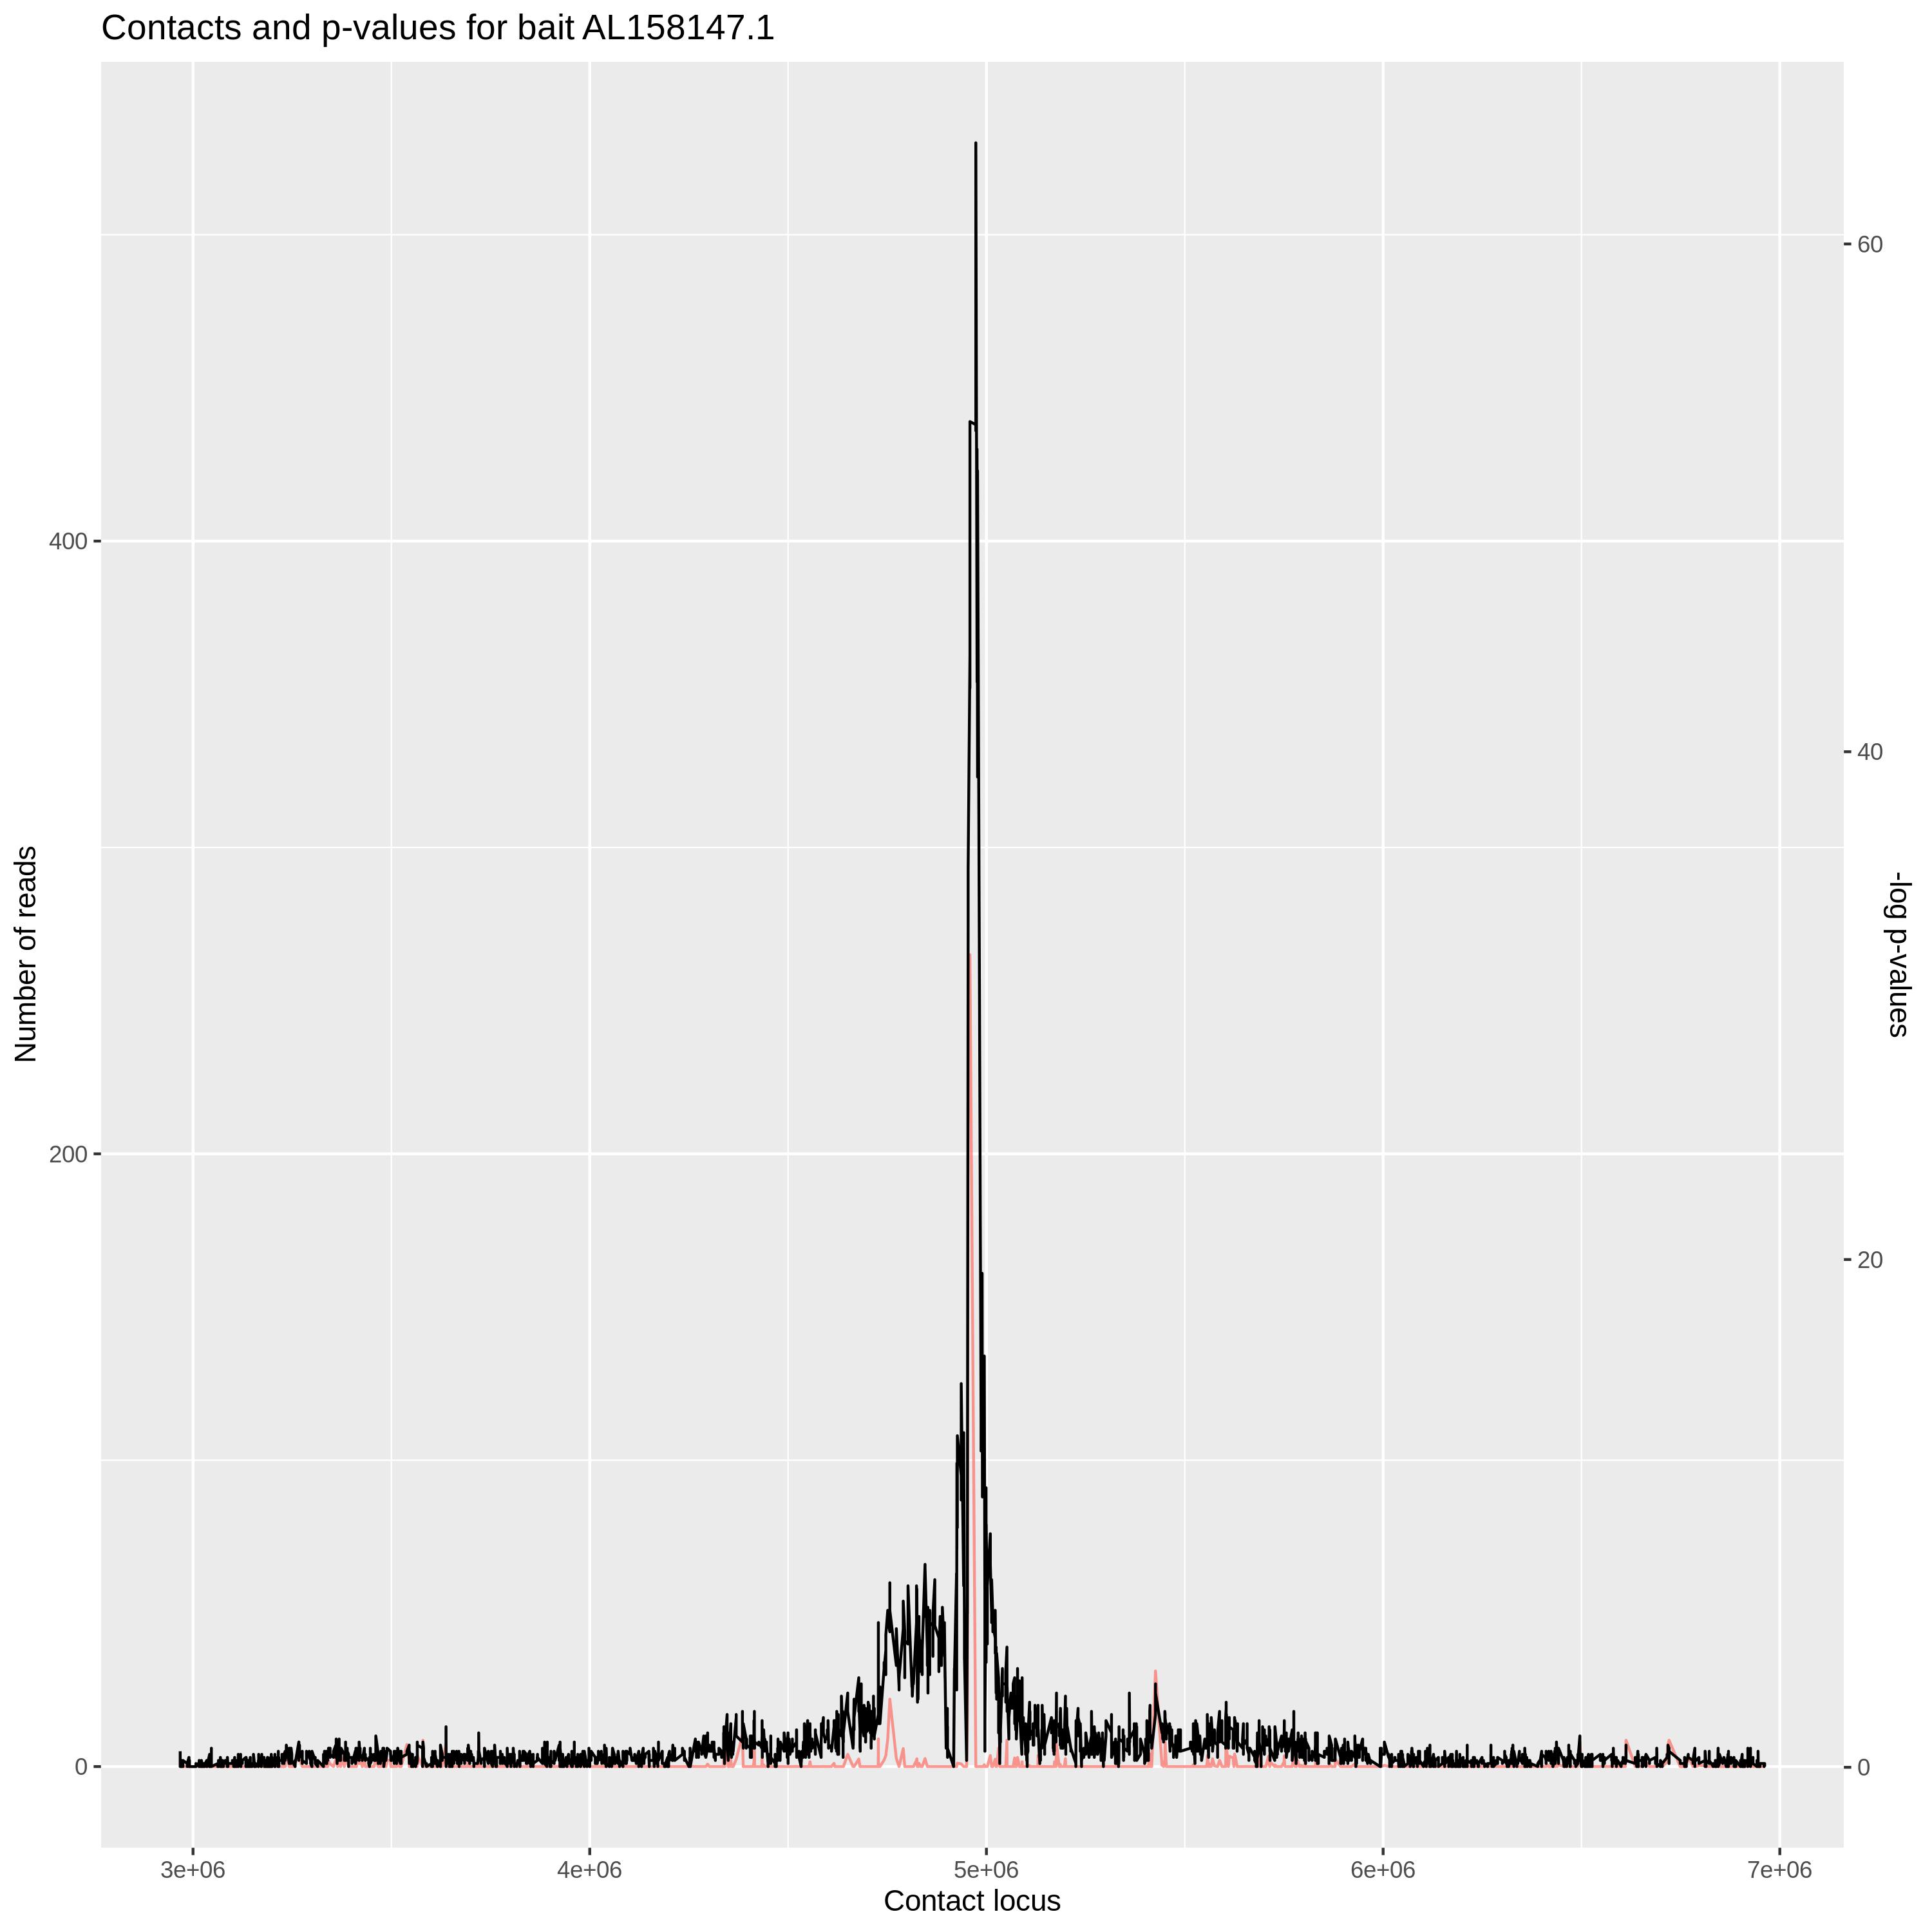 Contacts and p-values for bait AL158147.1
400
200
0
Number of reads
60
40
20
0
-log p-values
3e+06 4e+06 5e+06 6e+06 7e+06
Contact locus